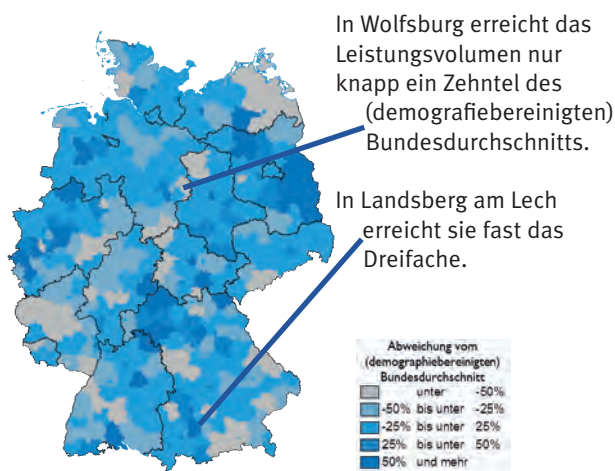 In Wolfsburg erreicht das
Leistungsvolumen nur
knapp ein Zehntel des
(demografiebereinigten)
Bundesdurchschnitts.
In Landsberg am Lech
erreicht sie fast das
Dreifache.
Abweichung vom
(demographiebereinigten)
Bundesdurchschnitt
unter -50%
-50% bis unter -25%
-25% bis unter 25%
25% bis unter 50%
50% und mehr